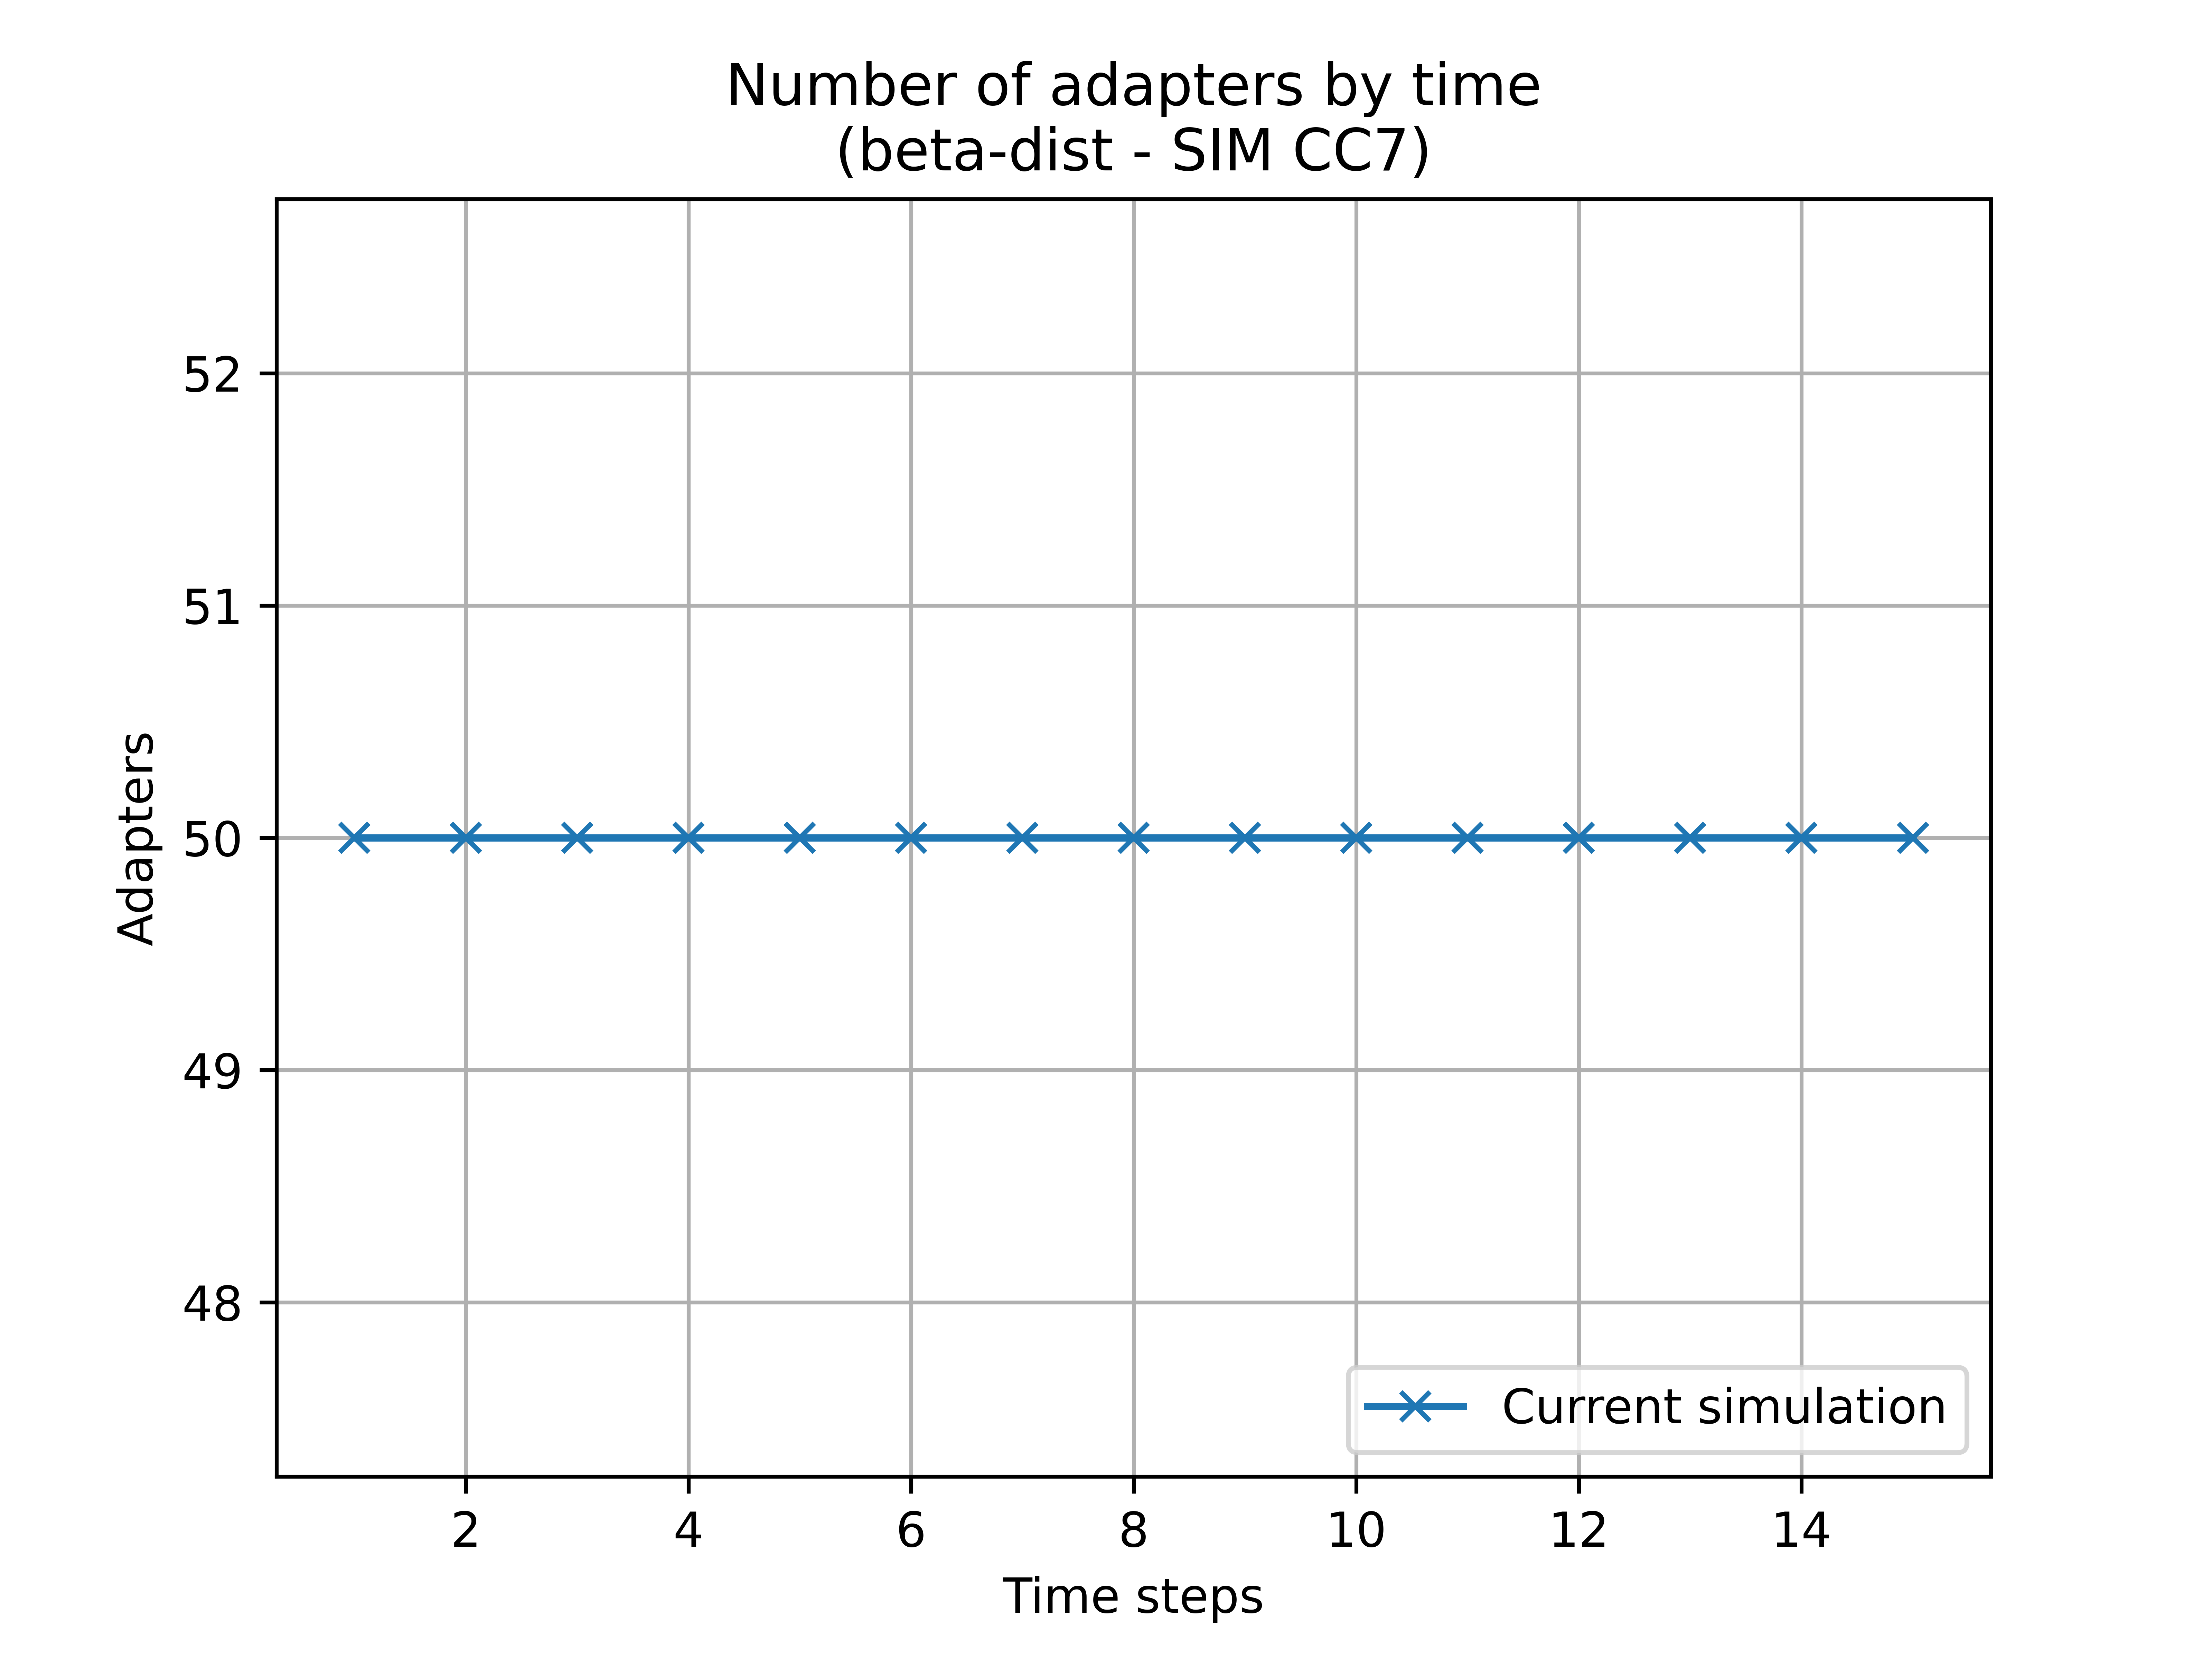 Number of adapters by time
(beta-dist - SIM CC7)
52
51
50
49
48
Adapters
Current simulation
2 4 6 8 10 12 14
Time steps